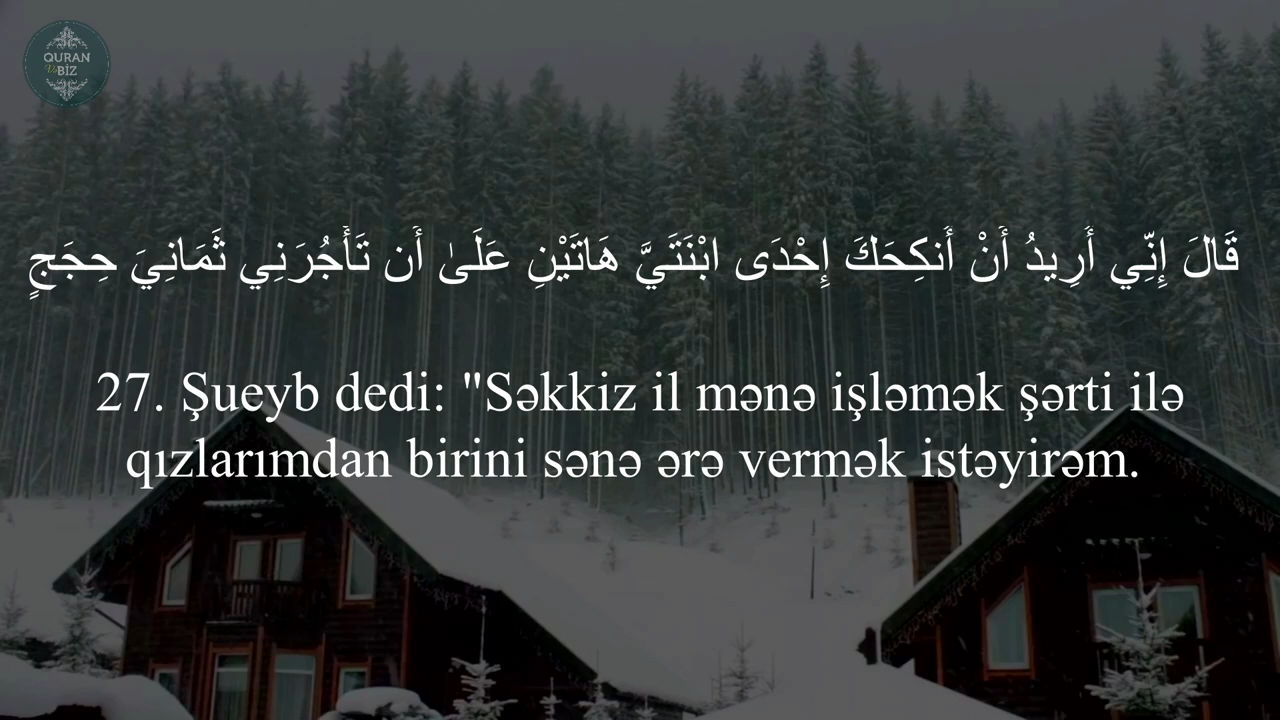 QURAN
Və
BİZ
قَالَ إِنِّي أُرِيدُ أَنْ أُنكِحَكَ إِحْدَى ابْنَتَيَّ هَاتَيْنِ عَلَىٰ أَن تَأْجُرَنِي ثَمَانِيَ حِجَجٍ
27. Şueyb dedi: "Səkkiz il mənə işləmək şərti ilə
qızlarımdan birini sənə ərə vermək istəyirəm.